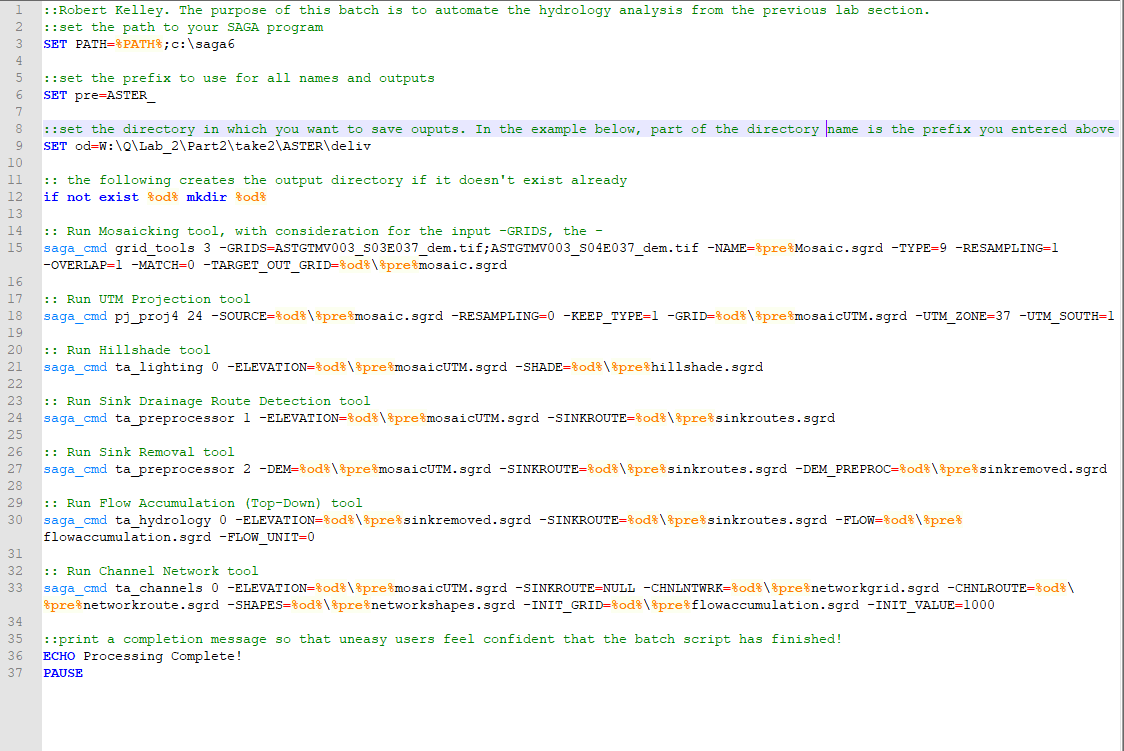 1 ::Robert Kelley. The purpose of this batch is to automate the hydrology analysis from the previous lab section.
2 ::set the path to your SAGA program
3 SET PATH=%PATH%;c:\saga6
4
5 ::set the prefix to use for all names and outputs
6 SET pre=ASTER_
7
8 ::set the directory in which you want to save ouputs. In the example below, part of the directory name is the prefix you entered above
9 SET od=W:\Q\Lab_2\Part2\take2\ASTER\deliv
10
11 :: the following creates the output directory if it doesn't exist already
12 if not exist %od% mkdir %od%
13
14 :: Run Mosaicking tool, with consideration for the input -GRIDS, the -
15 saga_cmd grid_tools 3 -GRIDS=ASTGTMV003_S03E037_dem.tif;ASTGTMV003_S04E037_dem.tif -NAME=%pre%Mosaic.sgrd -TYPE=9 -RESAMPLING=1
-OVERLAP=1 -MATCH=0 -TARGET_OUT_GRID=%od%\%pre%mosaic.sgrd
16
17 :: Run UTM Projection tool
18 saga_cmd pj_proj4 24 -SOURCE=%od%\%pre%mosaic.sgrd -RESAMPLING=0 -KEEP_TYPE=1 -GRID=%od%\%pre%mosaicUTM.sgrd -UTM_ZONE=37 -UTM_SOUTH=1
19
20 :: Run Hillshade tool
21 saga_cmd ta_lighting 0 -ELEVATION=%od%\%pre%mosaicUTM.sgrd -SHADE=%od%\%pre%hillshade.sgrd
22
23 :: Run Sink Drainage Route Detection tool
24 saga_cmd ta_preprocessor 1 -ELEVATION=%od%\%pre%mosaicUTM.sgrd -SINKROUTE=%od%\%pre%sinkroutes.sgrd
25
26 :: Run Sink Removal tool
27 saga_cmd ta_preprocessor 2 -DEM=%od%\%pre%mosaicUTM.sgrd -SINKROUTE=%od%\%pre%sinkroutes.sgrd -DEM_PREPROC=%od%\%pre%sinkremoved.sgrd
28
29 :: Run Flow Accumulation (Top-Down) tool
30 saga_cmd ta_hydrology 0 -ELEVATION=%od%\%pre%sinkremoved.sgrd -SINKROUTE=%od%\%pre%sinkroutes.sgrd -FLOW=%od%\%pre%
flowaccumulation.sgrd -FLOW_UNIT=0
31
32 :: Run Channel Network tool
33 saga_cmd ta_channels 0 -ELEVATION=%od%\%pre%mosaicUTM.sgrd -SINKROUTE=NULL -CHNLNTWRK=%od%\%pre%networkgrid.sgrd -CHNLROUTE=%od%\
%pre%networkroute.sgrd -SHAPES=%od%\%pre%networkshapes.sgrd -INIT_GRID=%od%\%pre%flowaccumulation.sgrd -INIT_VALUE=1000
34
35 ::print a completion message so that uneasy users feel confident that the batch script has finished!
36 ECHO Processing Complete!
37 PAUSE